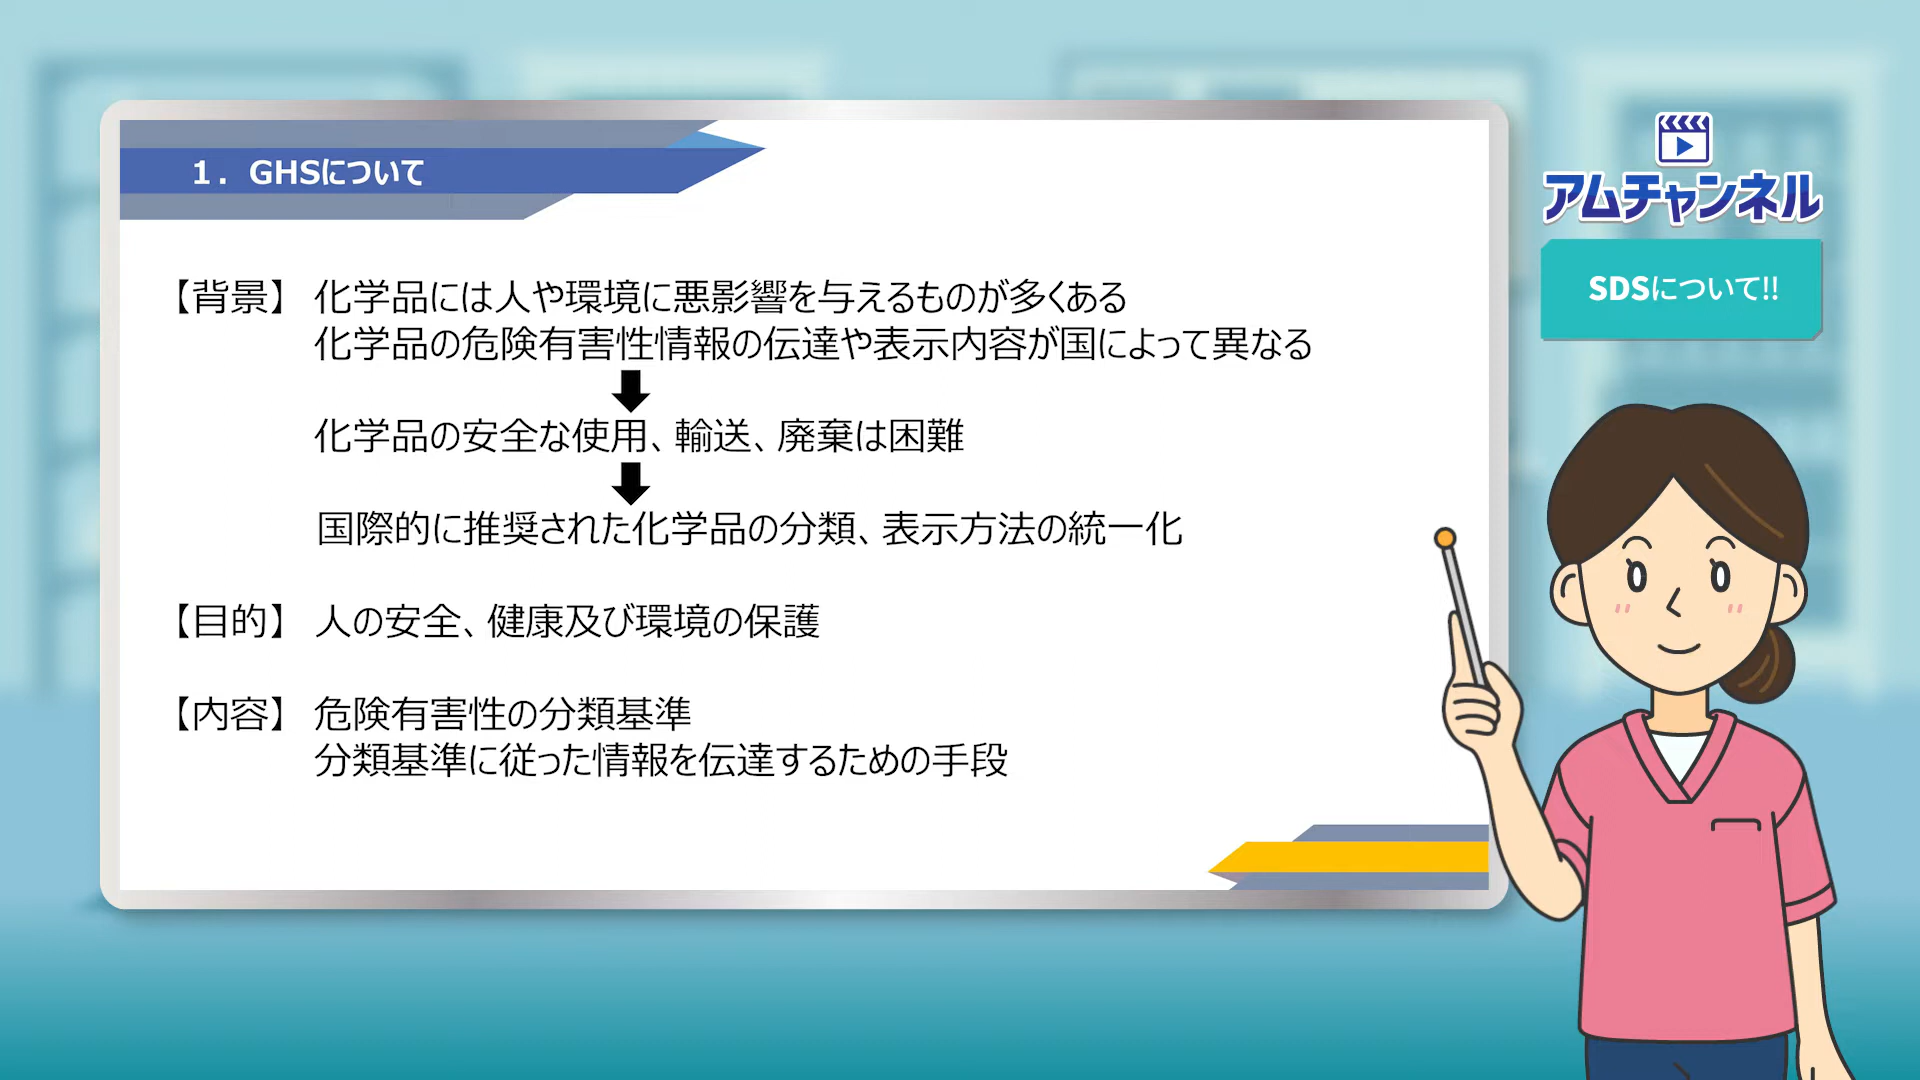 1. GHSについて
【背景】 化学品には人や環境に悪影響を与えるものが多くある
化学品の危険有害性情報の伝達や表示内容が国によって異なる
化学品の安全な使用、輸送、廃棄は困難
国際的に推奨された化学品の分類、表示方法の統一化
【目的】 人の安全、健康及び環境の保護
【内容】 危険有害性の分類基準
分類基準に従った情報を伝達するための手段
アムチャンネル
SDSについて!!